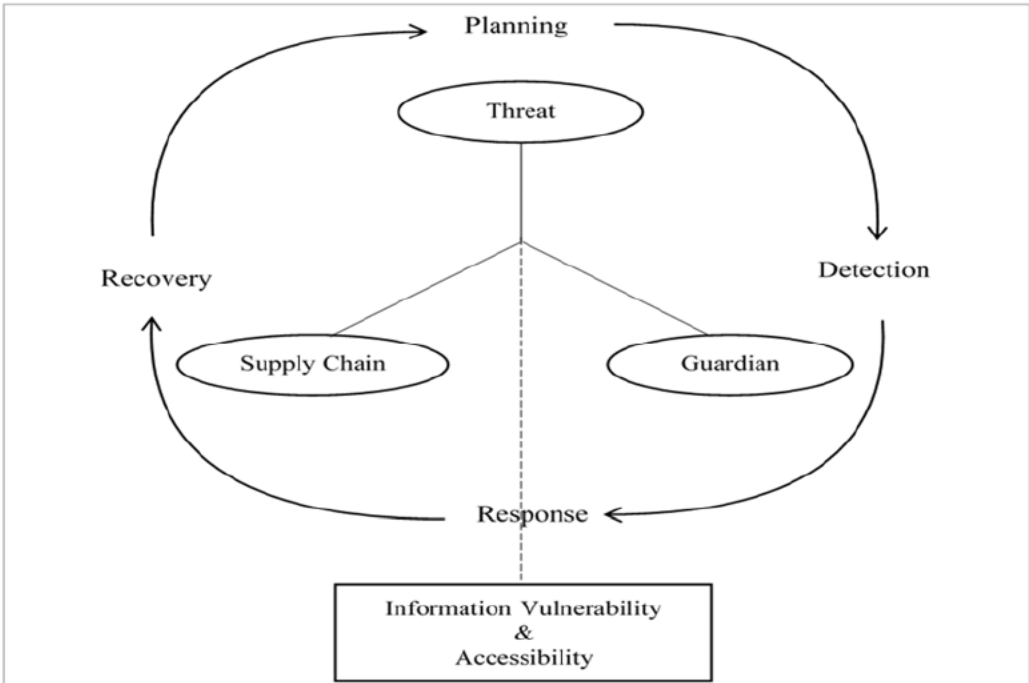 Planning
Threat
Recovery
Detection
Supply Chain
Guardian
Response
Information Vulnerability
&
Accessibility